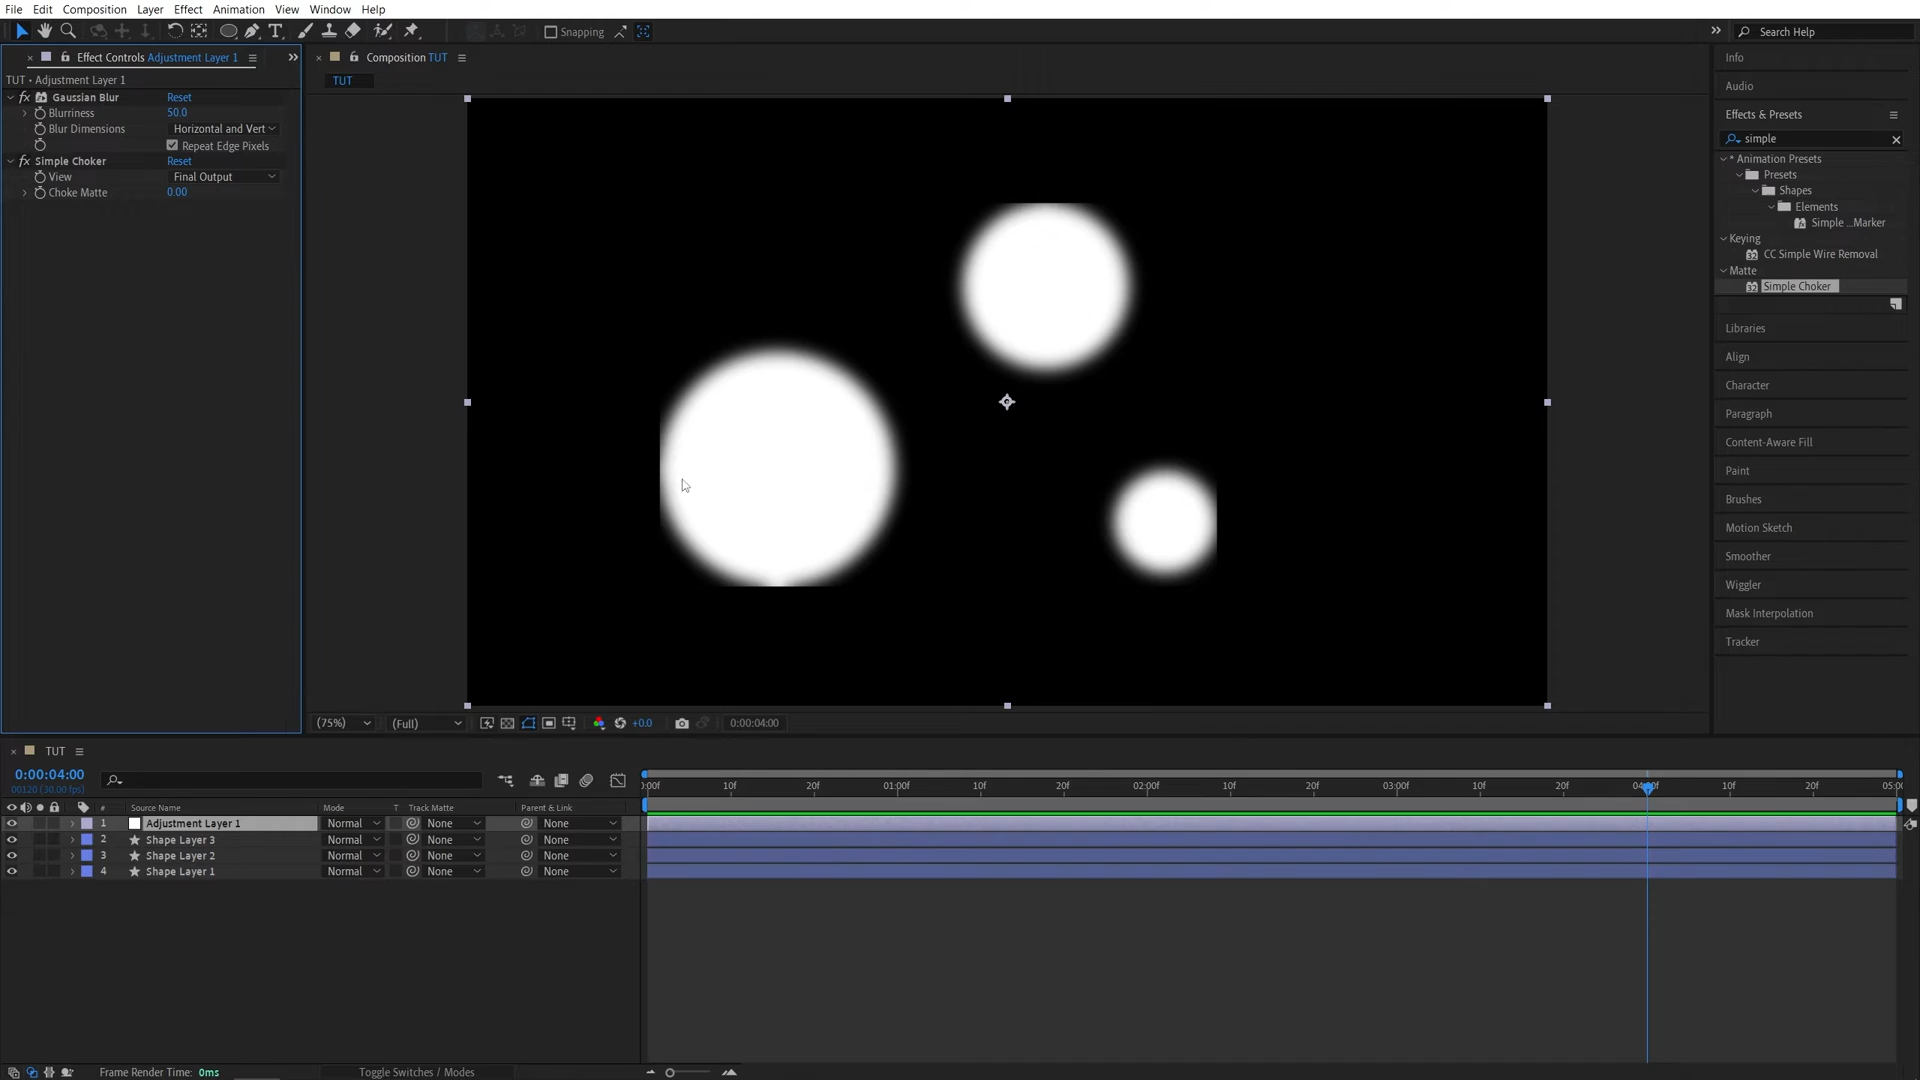 File Edit Composition Layer Effect Animation View Window Help
Snapping
Search Help
Effect Controls Adjustment Layer 1
TUT • Adjustment Layer 1
fx Gaussian Blur Reset
Blurriness 50.0
Blur Dimensions Horizontal and Vert
Repeat Edge Pixels
fx Simple Choker Reset
View Final Output
Choke Matte 0.00
Composition TUT
TUT
(75%) (Full) +0.0 0:00:04:00
Info
Audio
Effects & Presets
simple
* Animation Presets
Presets
Shapes
Elements
Simple ...Marker
Keying
CC Simple Wire Removal
Matte
Simple Choker
Libraries
Align
Character
Paragraph
Content-Aware Fill
Paint
Brushes
Motion Sketch
Smoother
Wiggler
Mask Interpolation
Tracker
TUT
0:00:04:00
00120 (30.00 fps)
# Source Name Mode T Track Matte Parent & Link
1 Adjustment Layer 1 Normal None None
2 Shape Layer 3 Normal None None
3 Shape Layer 2 Normal None None
4 Shape Layer 1 Normal None None
10f 20f 01:00f 10f 20f 02:00f 10f 20f 03:00f 10f 20f 10f 20f
Frame Render Time: 0ms Toggle Switches / Modes